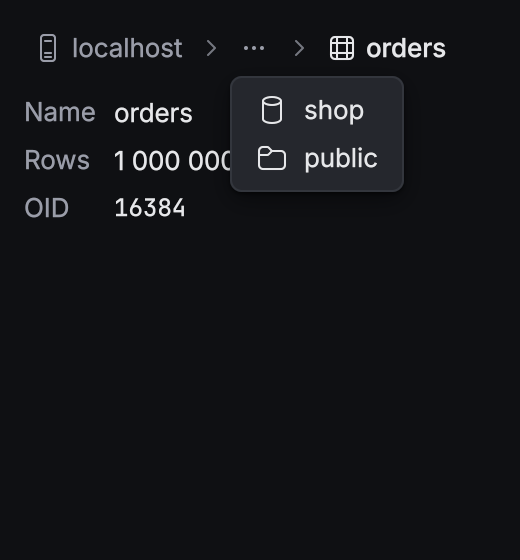 localhost > ··· > orders
shop
public
Name orders
Rows 1 000 000
OID 16384